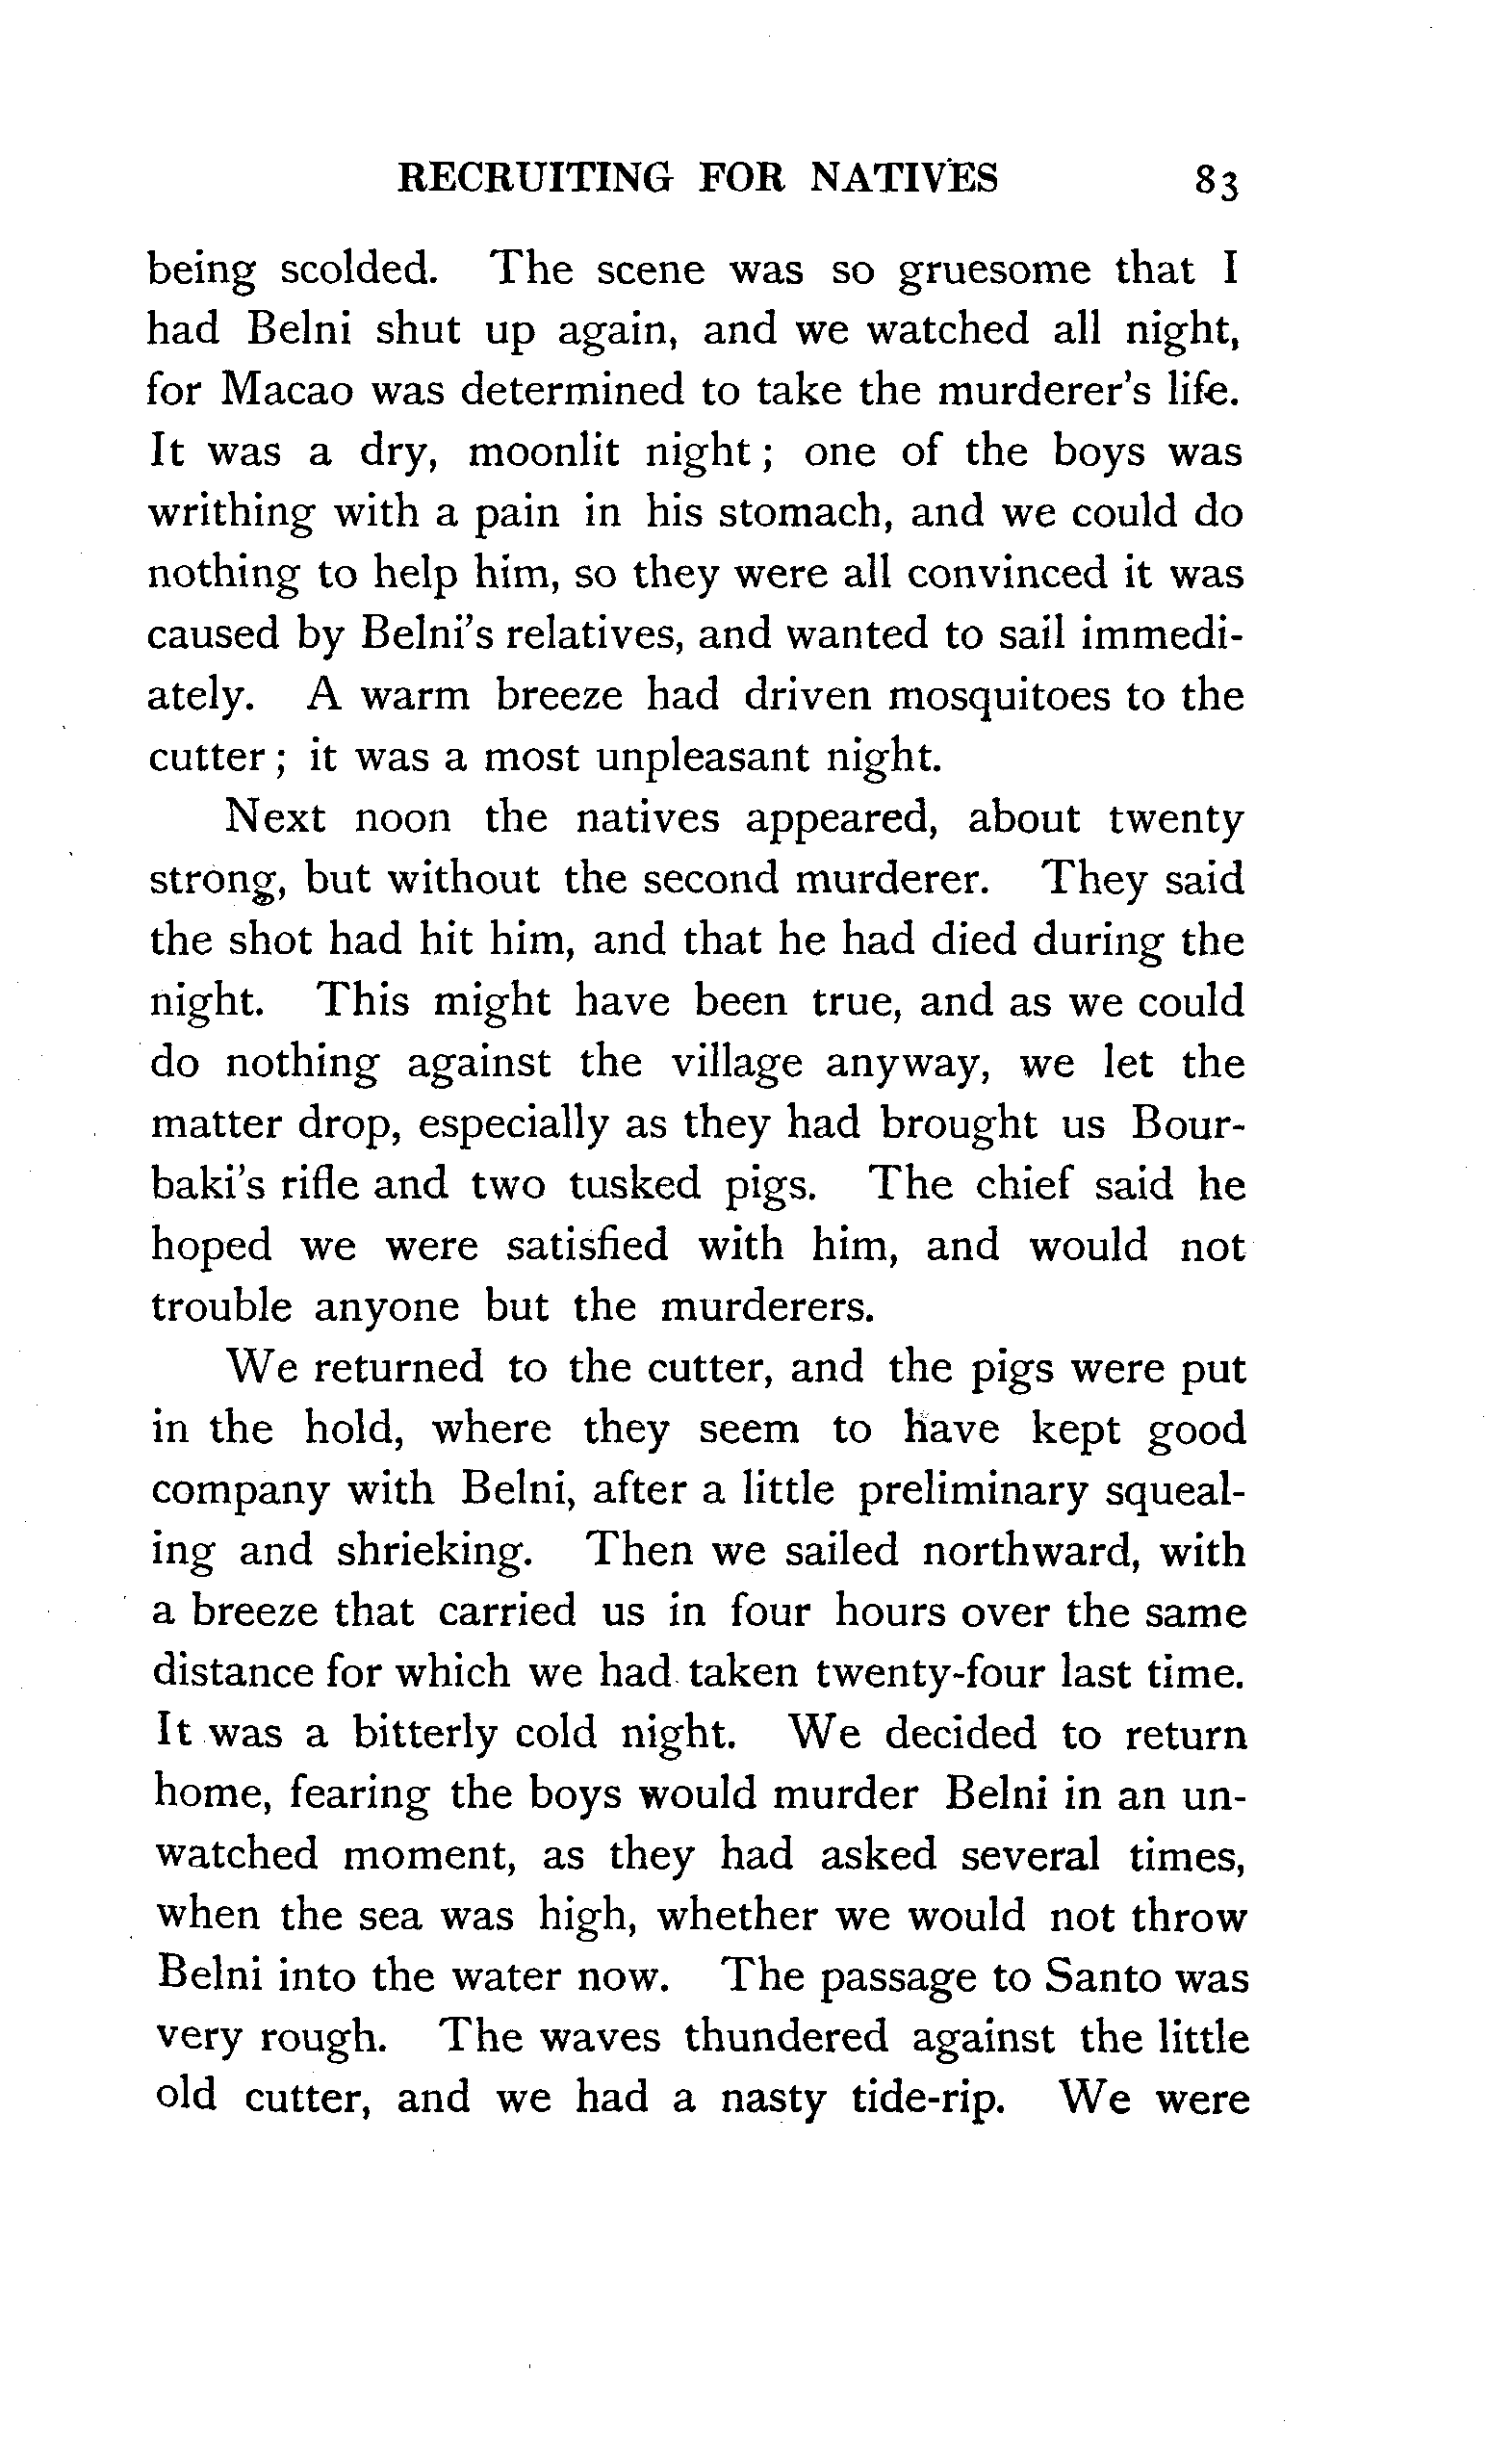 RECRUITING FOR NATIVES 83
being scolded. The scene was so gruesome that I
had Belni shut up again, and we watched all night,
for Macao was determined to take the murderer's life.
It was a dry, moonlit night; one of the boys was
writhing with a pain in his stomach, and we could do
nothing to help him, so they were all convinced it was
caused by Belni's relatives, and wanted to sail immedi-
ately. A warm breeze had driven mosquitoes to the
cutter; it was a most unpleasant night.
Next noon the natives appeared, about twenty
strong, but without the second murderer. They said
the shot had hit him, and that he had died during the
night. This might have been true, and as we could
do nothing against the village anyway, we let the
matter drop, especially as they had brought us Bour-
baki's rifle and two tusked pigs. The chief said he
hoped we were satisfied with him, and would not
trouble anyone but the murderers.
We returned to the cutter, and the pigs were put
in the hold, where they seem to have kept good
company with Belni, after a little preliminary squeal-
ing and shrieking. Then we sailed northward, with
a breeze that carried us in four hours over the same
distance for which we had taken twenty-four last time.
It was a bitterly cold night. We decided to return
home, fearing the boys would murder Belni in an un-
watched moment, as they had asked several times,
when the sea was high, whether we would not throw
Belni into the water now. The passage to Santo was
very rough. The waves thundered against the little
old cutter, and we had a nasty tide-rip. We were